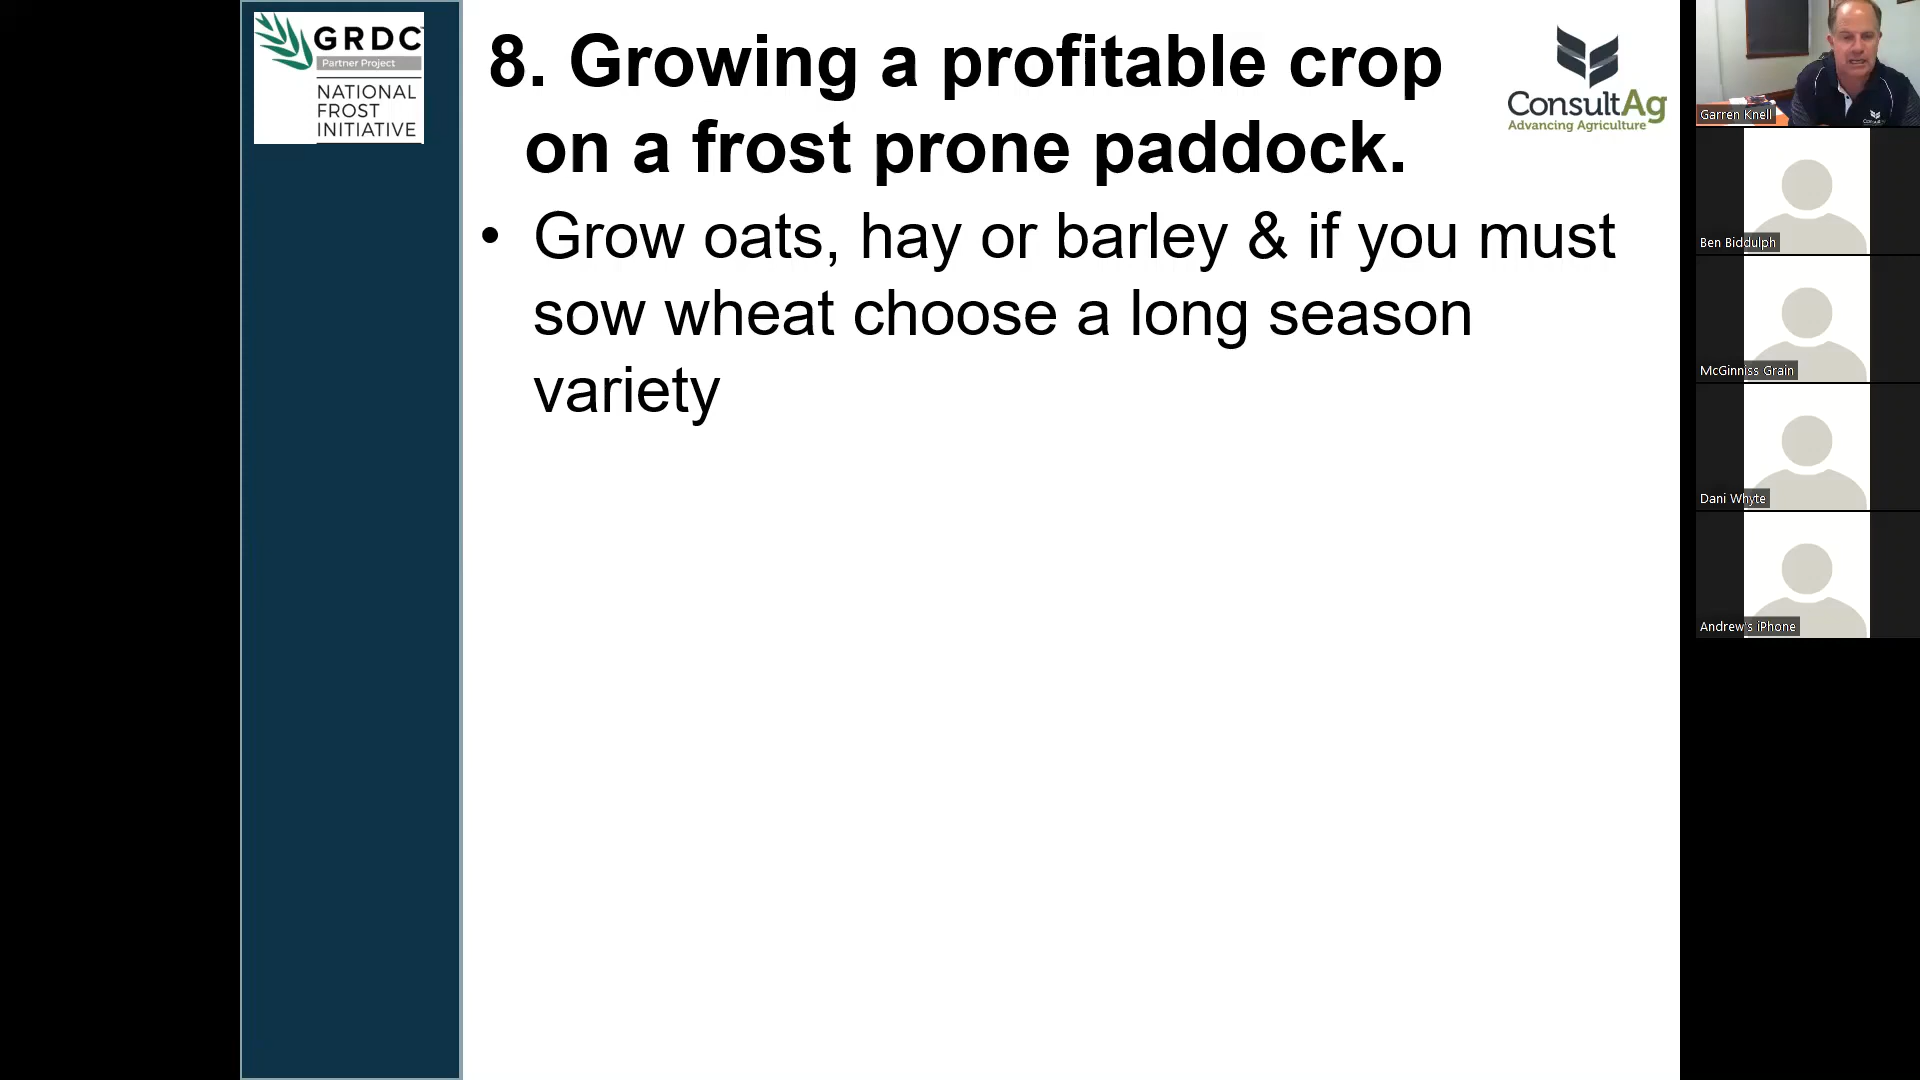 GRDC
Partner Project
NATIONAL
FROST
INITIATIVE
8. Growing a profitable crop
on a frost prone paddock.
ConsultAg
Advancing Agriculture
• Grow oats, hay or barley & if you must
sow wheat choose a long season
variety
Garren Knell
Ben Biddulph
McGinniss Grain
Dani Whyte
Andrew's iPhone